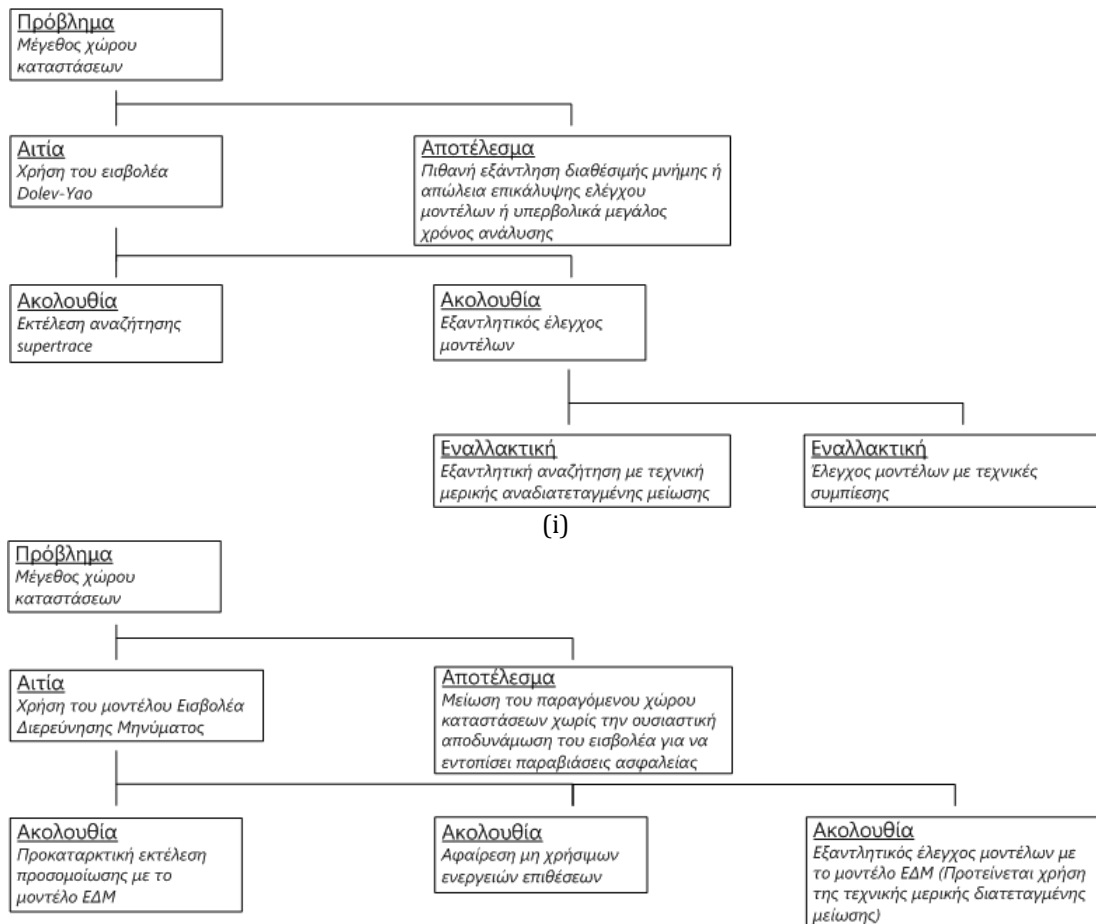 Πρόβλημα
Μέγεθος χώρου
καταστάσεων
Αιτία
Χρήση του εισβολέα
Dolev-Yao
Αποτέλεσμα
Πιθανή εξάντληση διαθέσιμής μνήμης ή
απώλεια επικάλυψης ελέγχου
μοντέλων ή υπερβολικά μεγάλος
χρόνος ανάλυσης
Ακολουθία
Εκτέλεση αναζήτησης
supertrace
Ακολουθία
Εξαντλητικός έλεγχος
μοντέλων
Εναλλακτική
Εξαντλητική αναζήτηση με τεχνική
μερικής αναδιατεταγμένης μείωσης
Εναλλακτική
Έλεγχος μοντέλων με τεχνικές
συμπίεσης
(i)
Πρόβλημα
Μέγεθος χώρου
καταστάσεων
Αιτία
Χρήση του μοντέλου Εισβολέα
Διερεύνησης Μηνύματος
Αποτέλεσμα
Μείωση του παραγόμενου χώρου
καταστάσεων χωρίς την ουσιαστική
αποδυνάμωση του εισβολέα για να
εντοπίσει παραβιάσεις ασφαλείας
Ακολουθία
Προκαταρκτική εκτέλεση
προσομοίωσης με το
μοντέλο ΕΔΜ
Ακολουθία
Αφαίρεση μη χρήσιμων
ενεργειών επιθέσεων
Ακολουθία
Εξαντλητικός έλεγχος μοντέλων με
το μοντέλο ΕΔΜ (Προτείνεται χρήση
της τεχνικής μερικής διατεταγμένης
μείωσης)